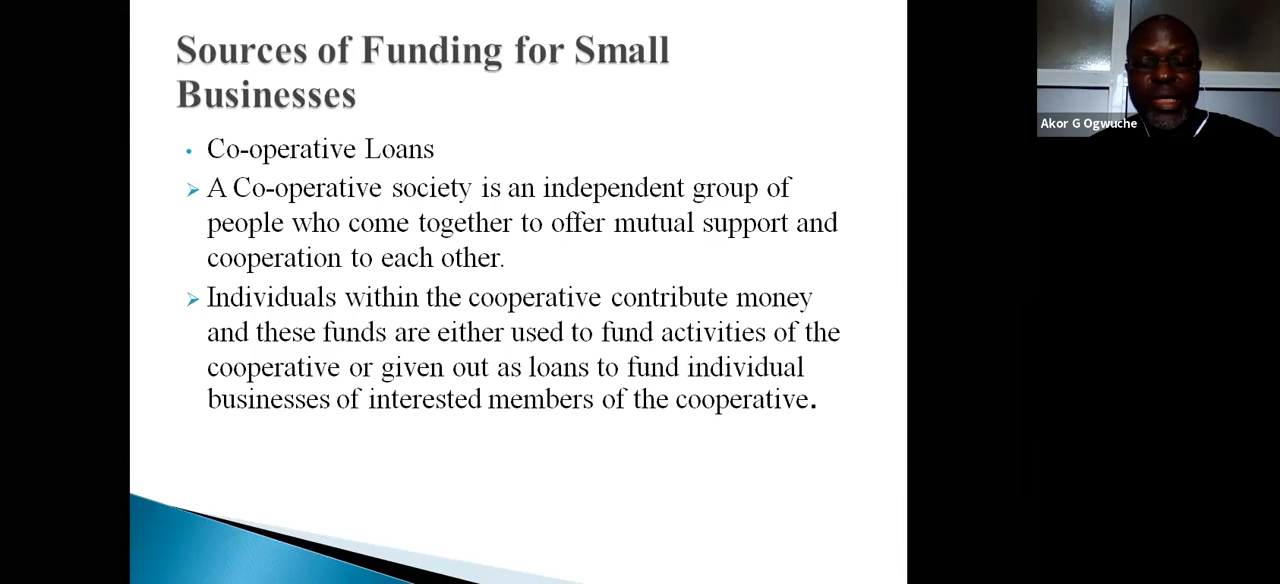 Sources of Funding for Small
Businesses
• Co-operative Loans
➢ A Co-operative society is an independent group of
people who come together to offer mutual support and
cooperation to each other.
➢ Individuals within the cooperative contribute money
and these funds are either used to fund activities of the
cooperative or given out as loans to fund individual
businesses of interested members of the cooperative.
Akor G Ogwuche